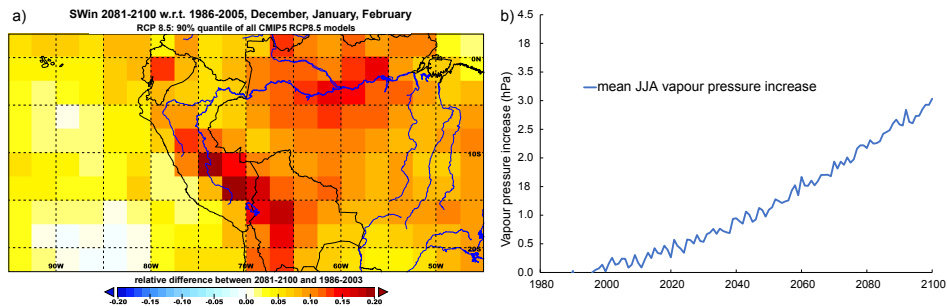 a)
SWin 2081-2100 w.r.t. 1986-2005, December, January, February
RCP 8.5: 90% quantile of all CMIP5 RCP8.5 models
0N
10S
20S
90W
80W
70W
60W
50W
relative difference between 2081-2100 and 1986-2003
-0.20 -0.15 -0.10 -0.05 0.00 0.05 0.10 0.15 0.20
b)
Vapour pressure increase (hPa)
4.5
18
3.5
3.0
2.5
2.0
1.5
18
0.5
0.0
1980 2000 2020 2040 2060 2080 2100
mean JJA vapour pressure increase